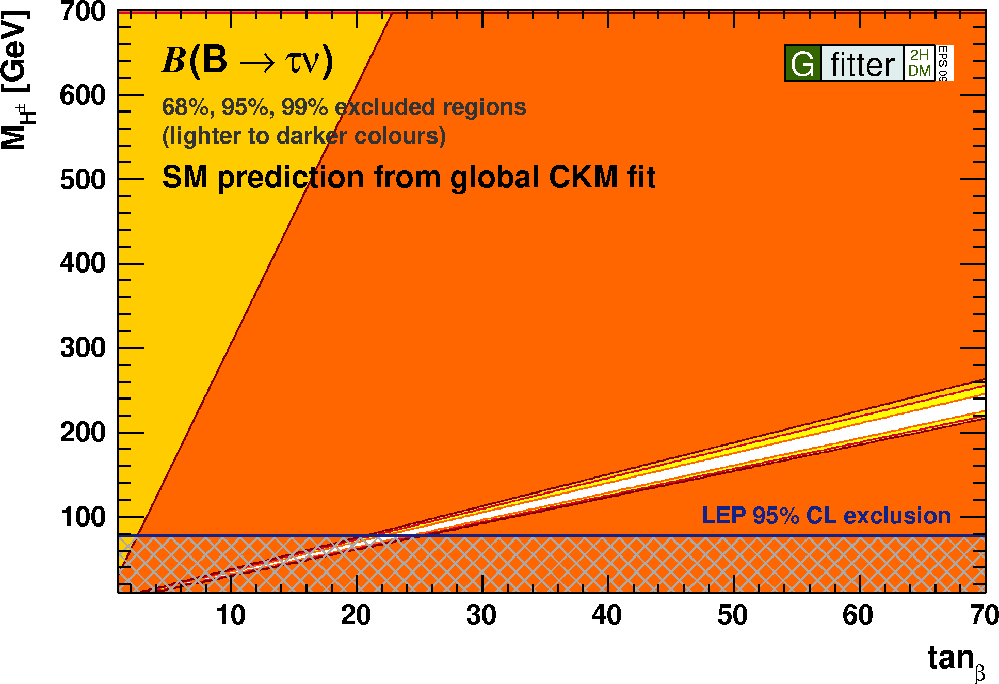 M_H± [GeV]
700
600
500
400
300
200
100
B(B → τν)
68%, 95%, 99% excluded regions
(lighter to darker colours)
SM prediction from global CKM fit
G fitter 2H DM EPS 09
LEP 95% CL exclusion
10 20 30 40 50 60 70
tan_β